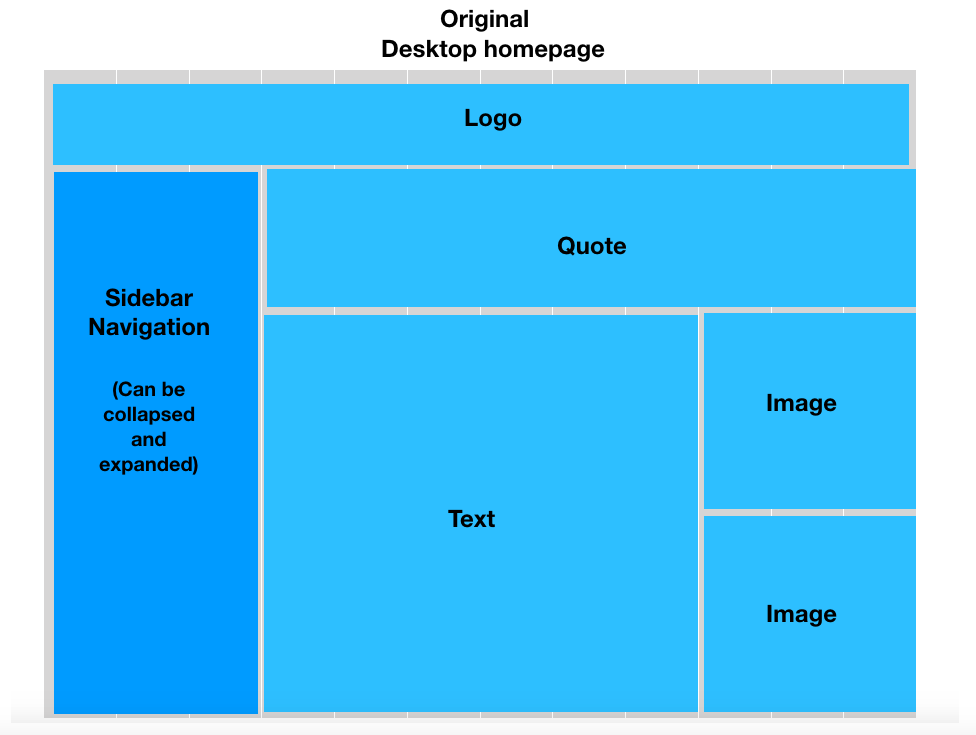 Original
Desktop homepage
Logo
Quote
Sidebar
Navigation
(Can be
collapsed
and
expanded)
Image
Text
Image